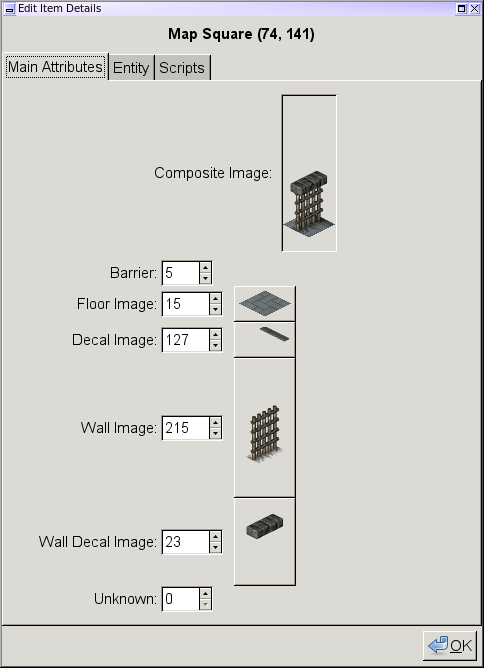 Edit Item Details
Map Square (74, 141)
Main Attributes Entity Scripts
Composite Image:
Barrier: 5
Floor Image: 15
Decal Image: 127
Wall Image: 215
Wall Decal Image: 23
Unknown: 0
OK